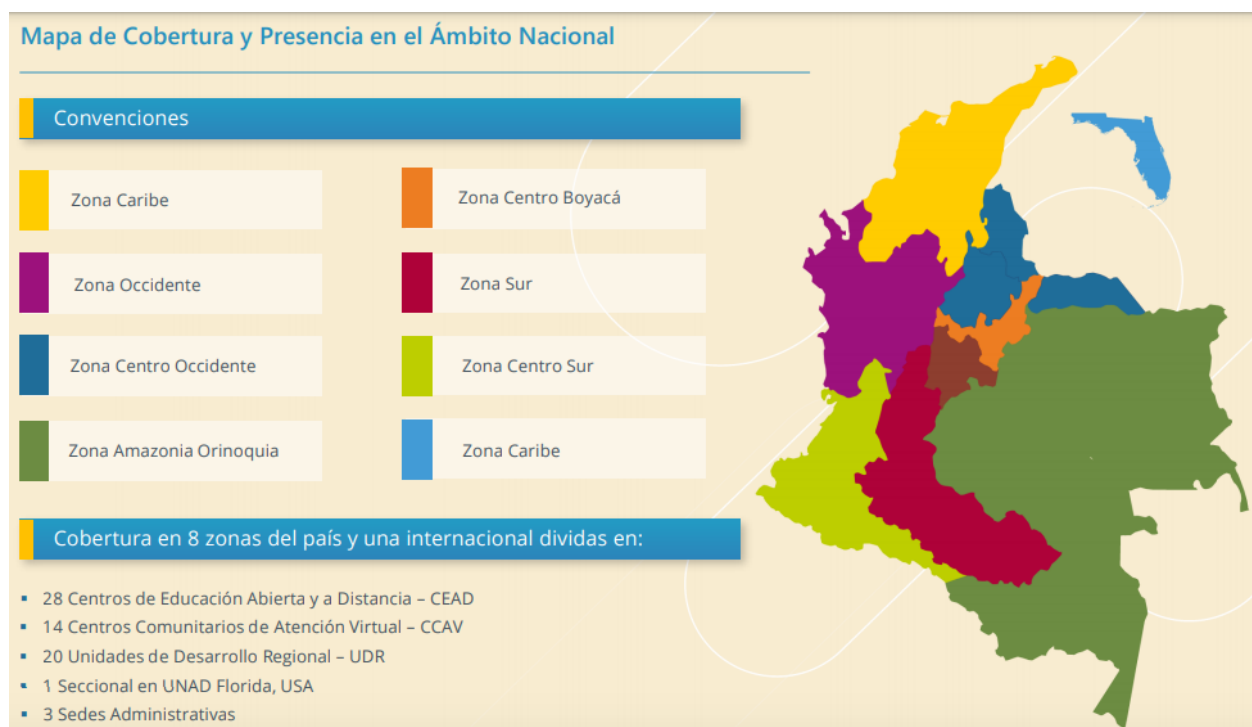 Mapa de Cobertura y Presencia en el Ámbito Nacional
Convenciones
Zona Caribe
Zona Centro Boyacá
Zona Occidente
Zona Sur
Zona Centro Occidente
Zona Centro Sur
Zona Amazonia Orinoquia
Zona Caribe
Cobertura en 8 zonas del país y una internacional dividas en:
▪ 28 Centros de Educación Abierta y a Distancia – CEAD
▪ 14 Centros Comunitarios de Atención Virtual – CCAV
▪ 20 Unidades de Desarrollo Regional – UDR
▪ 1 Seccional en UNAD Florida, USA
▪ 3 Sedes Administrativas